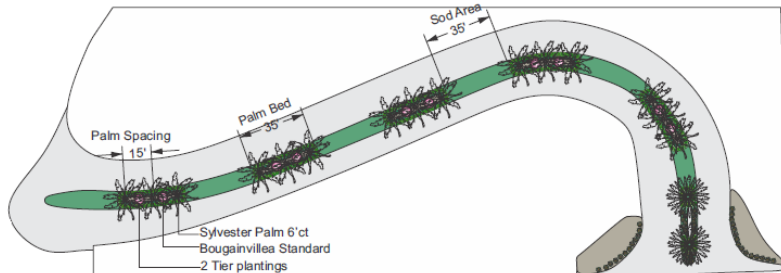 Sod Area
35'
Palm Bed
35'
Palm Spacing
15'
Sylvester Palm 6'ct
Bougainvillea Standard
2 Tier plantings